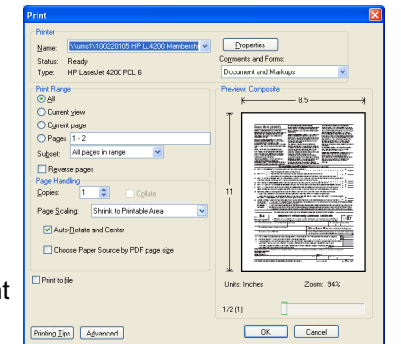 Print
Printer
Name: \\ums1\100220105 HP L.4200 Membersh
Properties
Status: Ready
Type: HP LaserJet 4200 PCL 6
Comments and Forms:
Document and Markups
Print Range
All
Current view
Current page
Pages 1 - 2
Subset: All pages in range
Reverse pages
Page Handling
Copies: 1
Collate
Page Scaling: Shrink to Printable Area
Auto-Rotate and Center
Choose Paper Source by PDF page size
Print to file
Preview: Composite
8.5
11
Units: Inches Zoom: 94%
1/2 (1)
Printing Tips
Advanced
OK
Cancel
nt